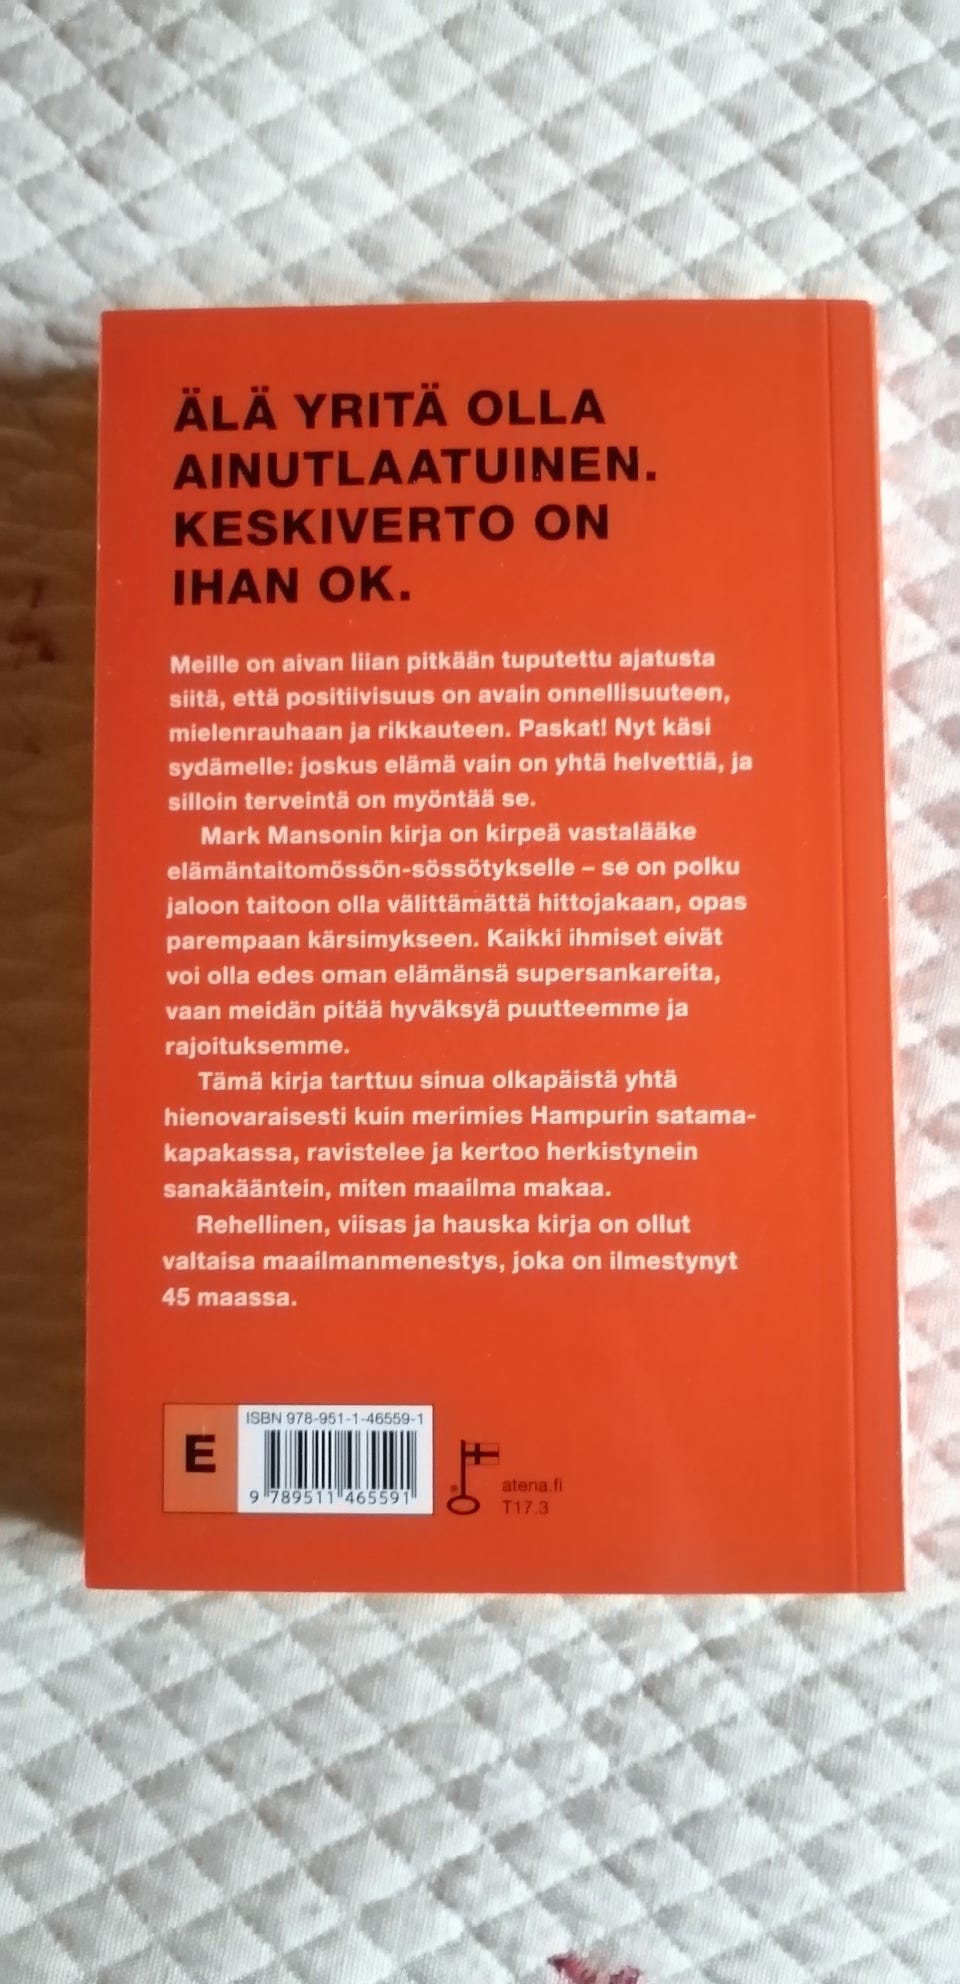 ÄLÄ YRITÄ OLLA
AINUTLAATUINEN.
KESKIVERTO ON
IHAN OK.
Meille on aivan liian pitkään tuputettu ajatusta
siitä, että positiivisuus on avain onnellisuuteen,
mielenrauhaan ja rikkauteen. Paskat! Nyt käsi
sydämelle: joskus elämä vain on yhtä helvettiä, ja
silloin terveintä on myöntää se.
Mark Mansonin kirja on kirpeä vastalääke
elämäntaitomössön-sössötykselle – se on polku
jaloon taitoon olla välittämättä hittojakaan, opas
parempaan kärsimykseen. Kaikki ihmiset eivät
voi olla edes oman elämänsä supersankareita,
vaan meidän pitää hyväksyä puutteemme ja
rajoituksemme.
Tämä kirja tarttuu sinua olkapäistä yhtä
hienovaraisesti kuin merimies Hampurin satama-
kapakassa, ravistelee ja kertoo herkistynein
sanakääntein, miten maailma makaa.
Rehellinen, viisas ja hauska kirja on ollut
valtaisa maailmanmenestys, joka on ilmestynyt
45 maassa.
E
ISBN 978-951-1-46559-1
9 789511 465591
atena.fi
T17.3